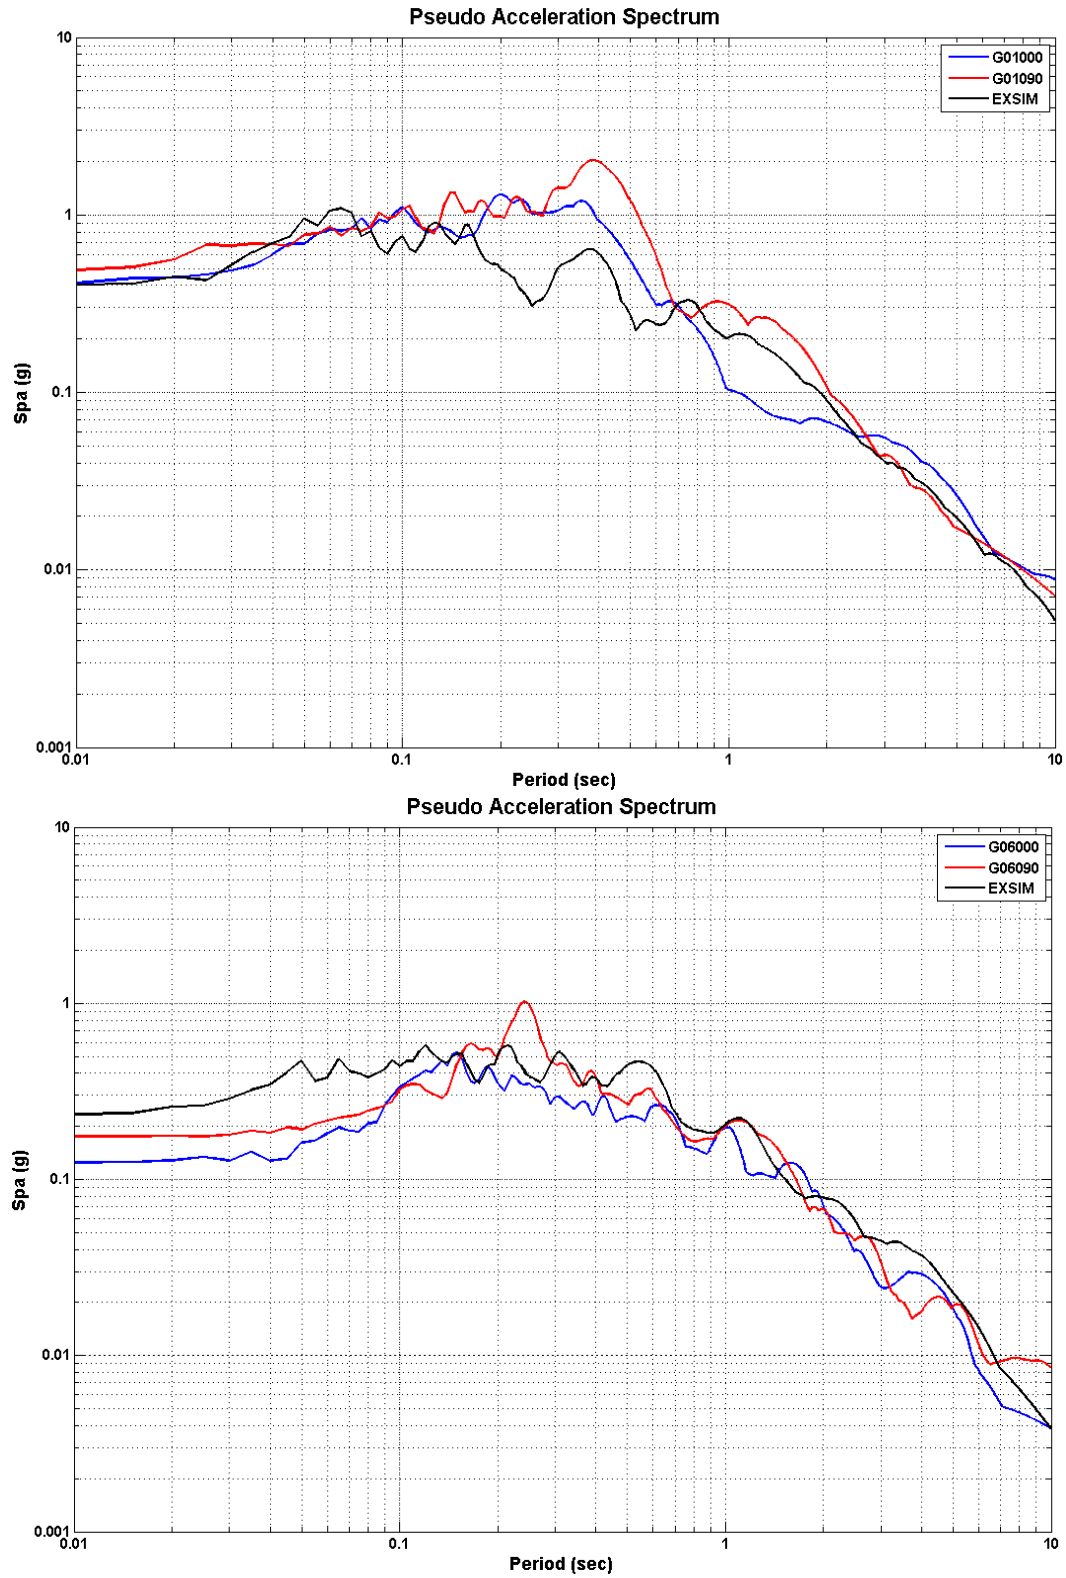 Pseudo Acceleration Spectrum
10
G01000
G01090
EXSIM
1
Spa (g)
0.1
0.01
0.001
0.01
0.1
1
10
Period (sec)
Pseudo Acceleration Spectrum
10
G06000
G06090
EXSIM
1
Spa (g)
0.1
0.01
0.001
0.01
0.1
1
10
Period (sec)